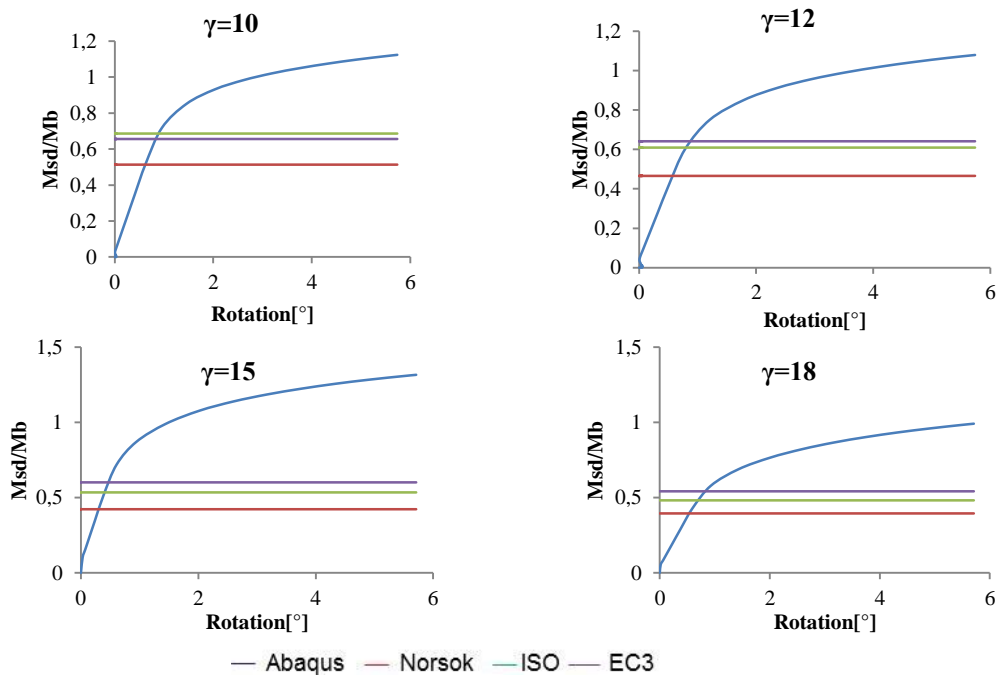 γ=10
1,2
1
0,8
0,6
0,4
0,2
0
Msd/Mb
0 2 4 6
Rotation[°]
γ=12
1,2
1
0,8
0,6
0,4
0,2
0
Msd/Mb
0 2 4 6
Rotation[°]
γ=15
1,5
1
0,5
0
Msd/Mb
0 2 4 6
Rotation[°]
γ=18
1,5
1
0,5
0
Msd/Mb
0 2 4 6
Rotation[°]
Abaqus Norsok ISO EC3